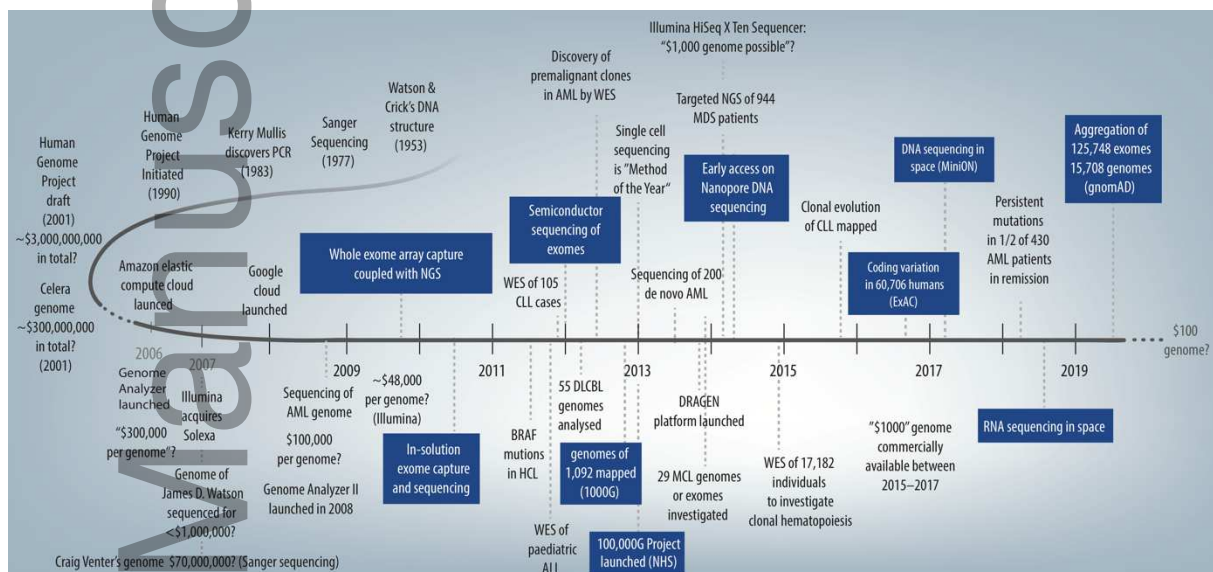 Manusc
Illumina HiSeq X Ten Sequencer:
“$1,000 genome possible”?
Discovery of
premalignant clones
in AML by WES
Watson &
Crick’s DNA
structure
(1953)
Sanger
Sequencing
(1977)
Kerry Mullis
discovers PCR
(1983)
Human
Genome
Project
Initiated
(1990)
Human
Genome
Project
draft
(2001)
~$3,000,000,000
in total?
Celera
genome
~$300,000,000
in total?
(2001)
Amazon elastic
compute cloud
launced
Google
cloud
launched
Whole exome array capture
coupled with NGS
Semiconductor
sequencing of
exomes
WES of 105
CLL cases
Single cell
sequencing
is “Method
of the Year”
Sequencing of 200
de novo AML
Targeted NGS of 944
MDS patients
Early access on
Nanopore DNA
sequencing
Clonal evolution
of CLL mapped
DNA sequencing in
space (MiniON)
Coding variation
in 60,706 humans
(ExAC)
Persistent
mutations
in 1/2 of 430
AML patients
in remission
Aggregation of
125,748 exomes
15,708 genomes
(gnomAD)
$100
genome?
2006
2007
2009
2011
2012
2013
2015
2017
2019
Genome
Analyzer
launched
“$300,000
per genome”?
Illumina
acquires
Solexa
Genome of
James D. Watson
sequenced for
<$1,000,000?
Craig Venter’s genome $70,000,000? (Sanger sequencing)
Sequencing of
AML genome
$100,000
per genome?
Genome Analyzer II
launched in 2008
~$48,000
per genome?
(Illumina)
In-solution
exome capture
and sequencing
BRAF
mutions
in HCL
WES of
paediatric
ALL
55 DLCBL
genomes
analysed
genomes of
1,092 mapped
(1000G)
100,000G Project
launched (NHS)
DRAGEN
platform launched
29 MCL genomes
or exomes
investigated
WES of 17,182
individuals
to investigate
clonal hematopoiesis
“$1000” genome
commercially
available between
2015–2017
RNA sequencing in space